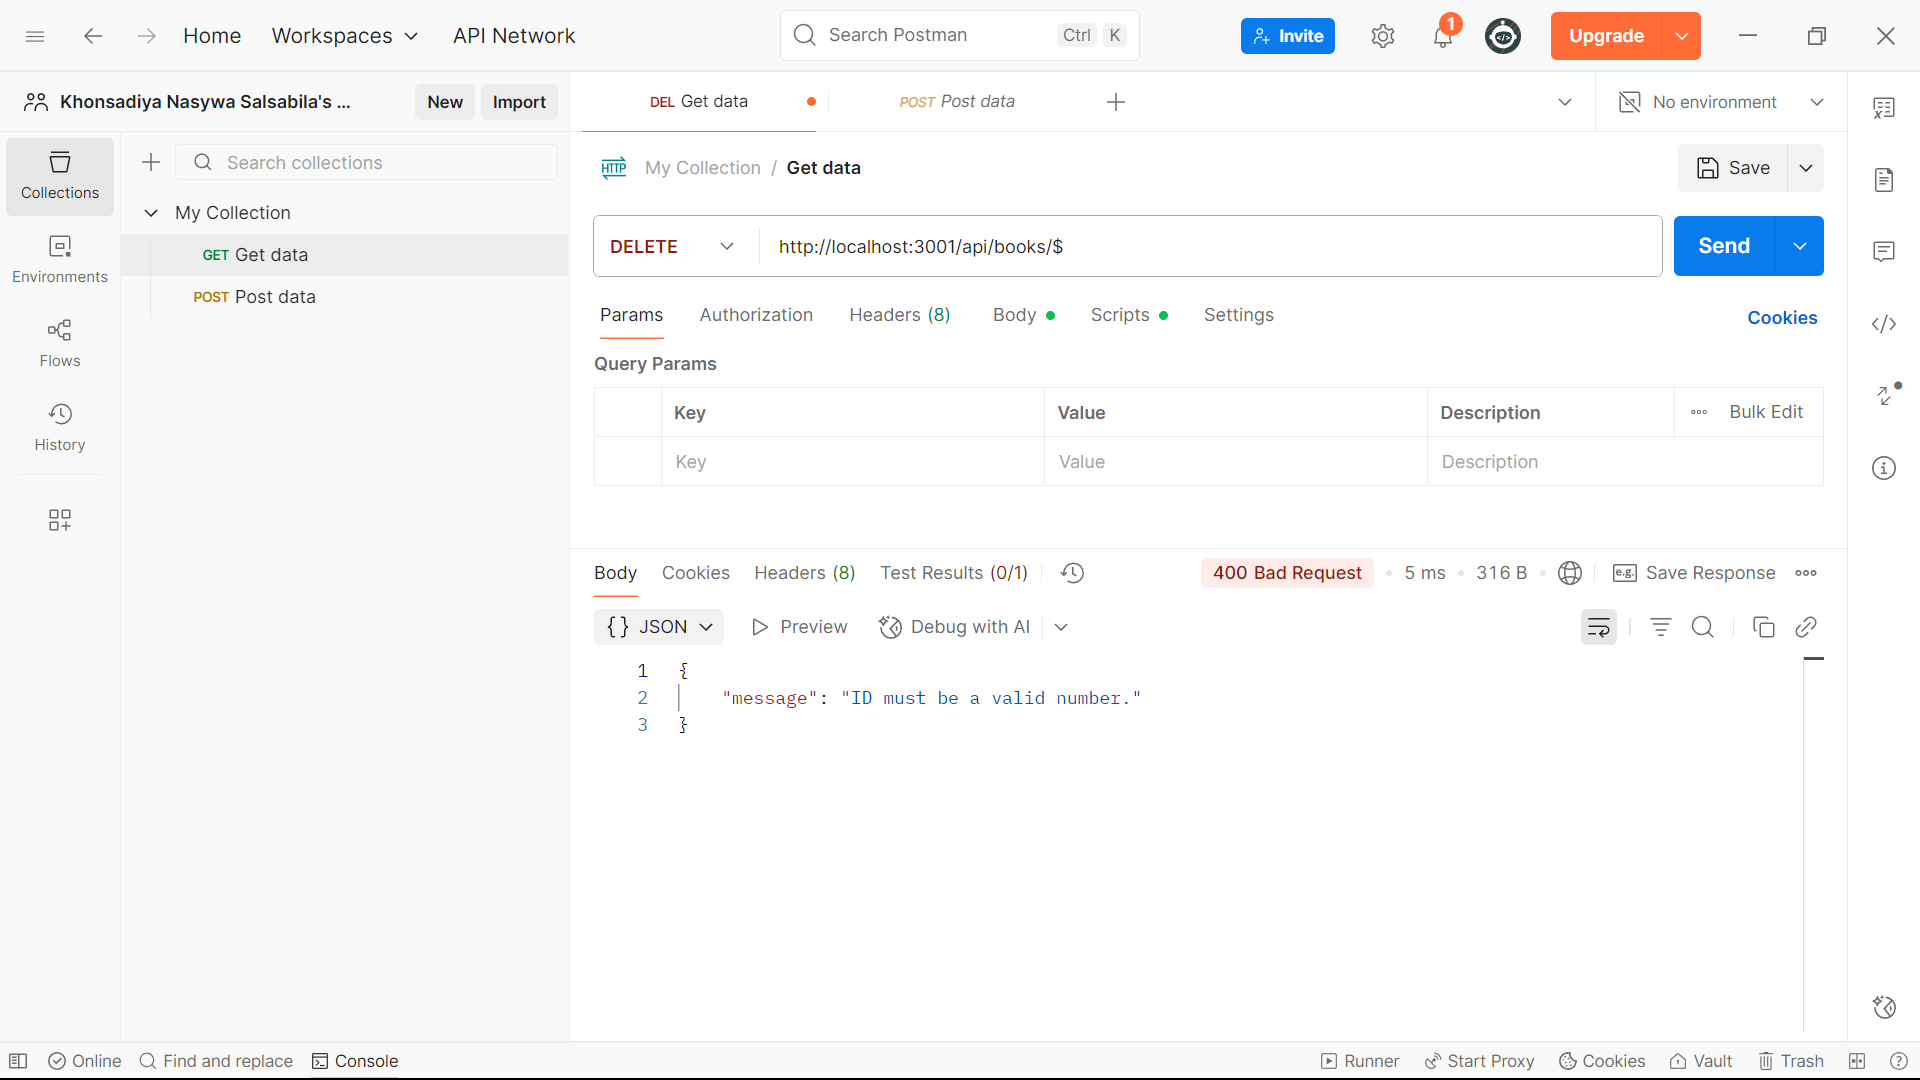 Home
Workspaces
API Network
Search Postman
Ctrl K
Invite
1
Upgrade
Khonsadiya Nasywa Salsabila's ...
New
Import
DEL Get data
POST Post data
No environment
Collections
Environments
Flows
History
Search collections
My Collection
GET Get data
POST Post data
HTTP
My Collection / Get data
Save
DELETE
http://localhost:3001/api/books/$
Send
Params
Authorization
Headers (8)
Body
Scripts
Settings
Cookies
Query Params
Key Value Description
Bulk Edit
Key Value Description
Body
Cookies
Headers (8)
Test Results (0/1)
400 Bad Request
5 ms
316 B
e.g. Save Response
{} JSON
Preview
Debug with AI
1 {
2 "message": "ID must be a valid number."
3 }
Online
Find and replace
Console
Runner
Start Proxy
Cookies
Vault
Trash